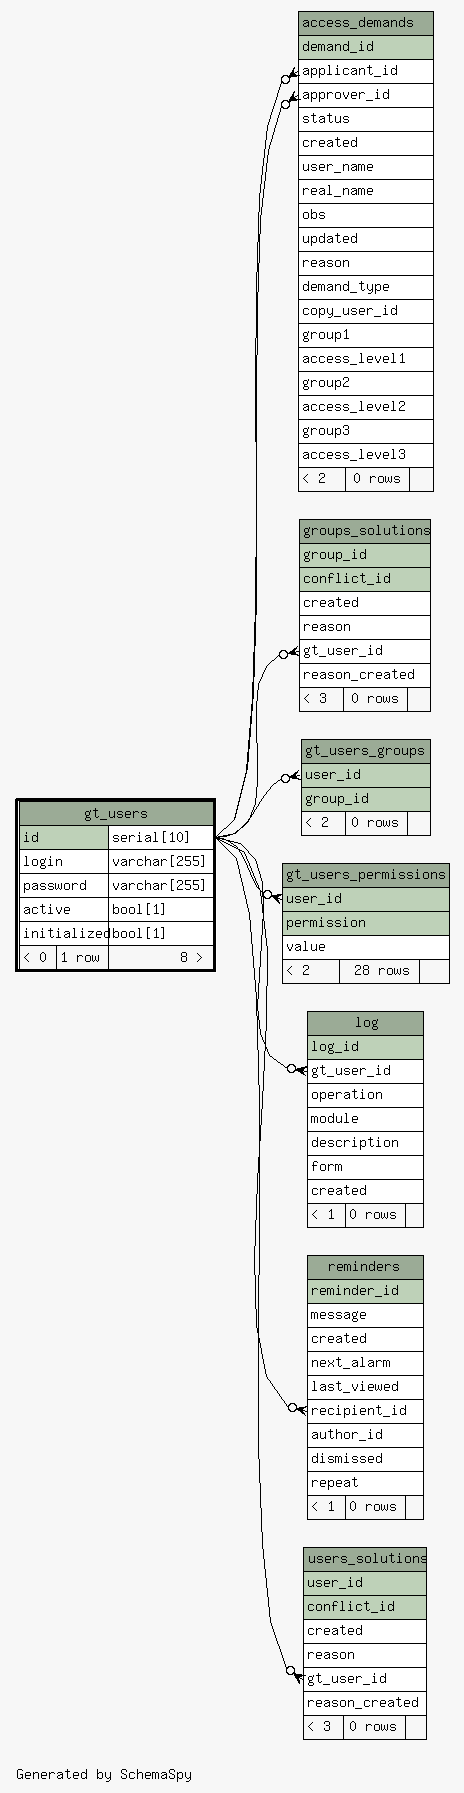 access_demands
demand_id
applicant_id
approver_id
status
created
user_name
real_name
obs
updated
reason
demand_type
copy_user_id
group1
access_level1
group2
access_level2
group3
access_level3
< 2 0 rows
groups_solutions
group_id
conflict_id
created
reason
gt_user_id
reason_created
< 3 0 rows
gt_users_groups
user_id
group_id
< 2 0 rows
gt_users
id serial[10]
login varchar[255]
password varchar[255]
active bool[1]
initialized bool[1]
< 0 1 row 8 >
gt_users_permissions
user_id
permission
value
< 2 28 rows
log
log_id
gt_user_id
operation
module
description
form
created
< 1 0 rows
reminders
reminder_id
message
created
next_alarm
last_viewed
recipient_id
author_id
dismissed
repeat
< 1 0 rows
users_solutions
user_id
conflict_id
created
reason
gt_user_id
reason_created
< 3 0 rows
Generated by SchemaSpy